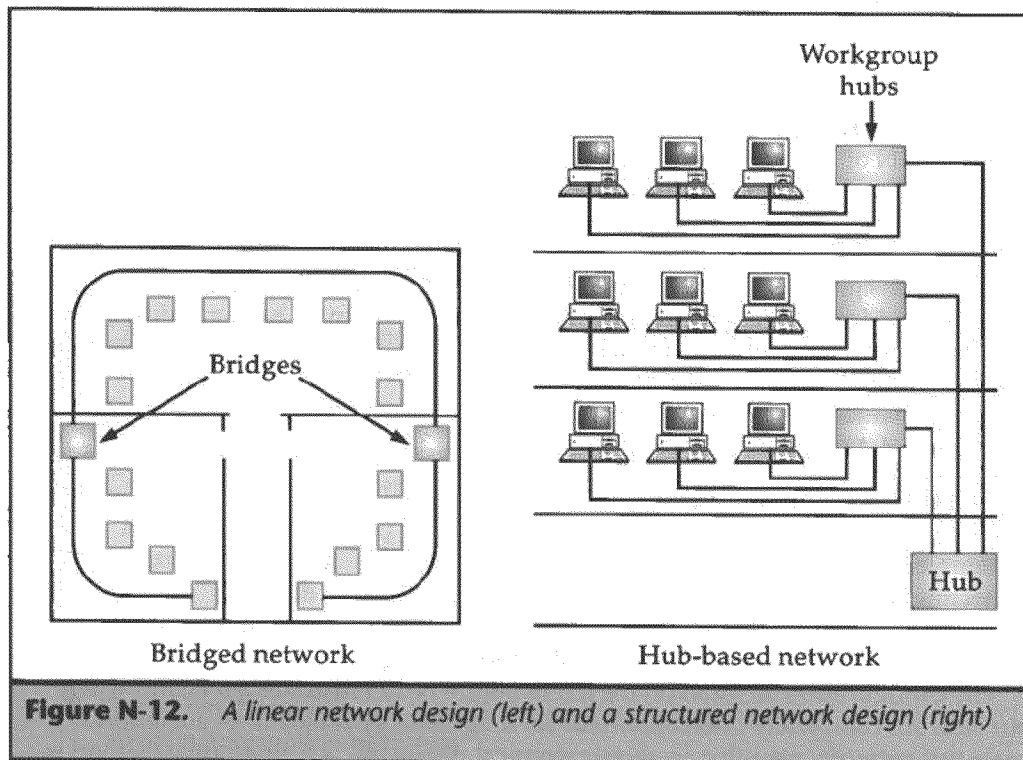 Workgroup
hubs
Bridges
Hub
Bridged network
Hub-based network
Figure N-12. A linear network design (left) and a structured network design (right)